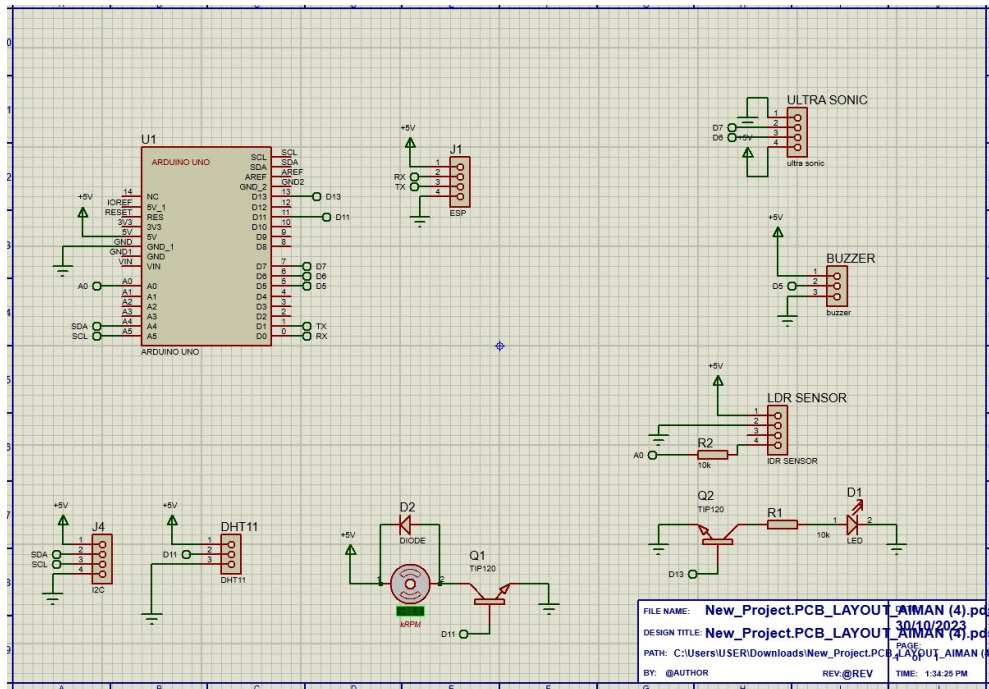 U1
ARDUINO UNO
14
NC
IOREF
5V_1
RESET
RES
3V3
3V3
5V
5V
GND
GND_1
GND1
GND
VIN
VIN
A0
A0
A0
A1
A1
A2
A2
A3
A3
SDA
A4
A4
SCL
A5
A5
SCL
SCL
SDA
SDA
AREF
AREF
GND_2
GND2
D13
13
D13
D12
12
D11
11
D11
D10
10
D9
9
D8
8
D7
7
D7
D6
6
D6
D5
5
D5
D4
4
D3
3
D2
2
D1
1
TX
D0
0
RX
ARDUINO UNO
+5V
+5V
J1
1
RX
2
TX
3
4
ESP
ULTRA SONIC
1
D7
2
D6
3
+5V
4
ultra sonic
+5V
BUZZER
1
D5
2
3
buzzer
+5V
LDR SENSOR
1
2
3
4
R2
A0
10k
IDR SENSOR
+5V
J4
1
SDA
2
SCL
3
4
I2C
+5V
DHT11
1
D11
2
3
DHT11
D2
DIODE
+5V
1
2
kRPM
Q1
TIP120
D11
Q2
TIP120
D13
R1
10k
D1
1
2
LED
FILE NAME: New_Project.PCB_LAYOUT_AIMAN (4).pds
30/10/2023
DESIGN TITLE: New_Project.PCB_LAYOUT_AIMAN (4).pds
PAGE:
PATH: C:\Users\USER\Downloads\New_Project.PCB_LAYOUT_AIMAN (4
BY: @AUTHOR
REV:@REV
TIME: 1:34:25 PM